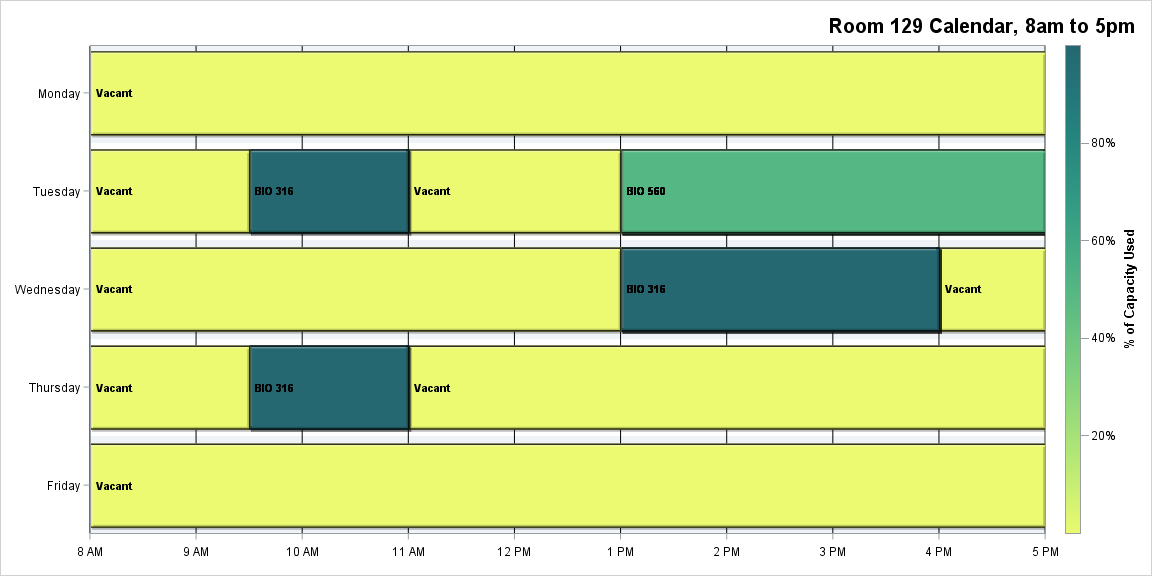 Room 129 Calendar, 8am to 5pm
Monday
Vacant
Tuesday
Vacant
BIO 316
Vacant
BIO 560
Wednesday
Vacant
BIO 316
Vacant
Thursday
Vacant
BIO 316
Vacant
Friday
Vacant
8 AM
9 AM
10 AM
11 AM
12 PM
1 PM
2 PM
3 PM
4 PM
5 PM
80%
60%
40%
20%
% of Capacity Used